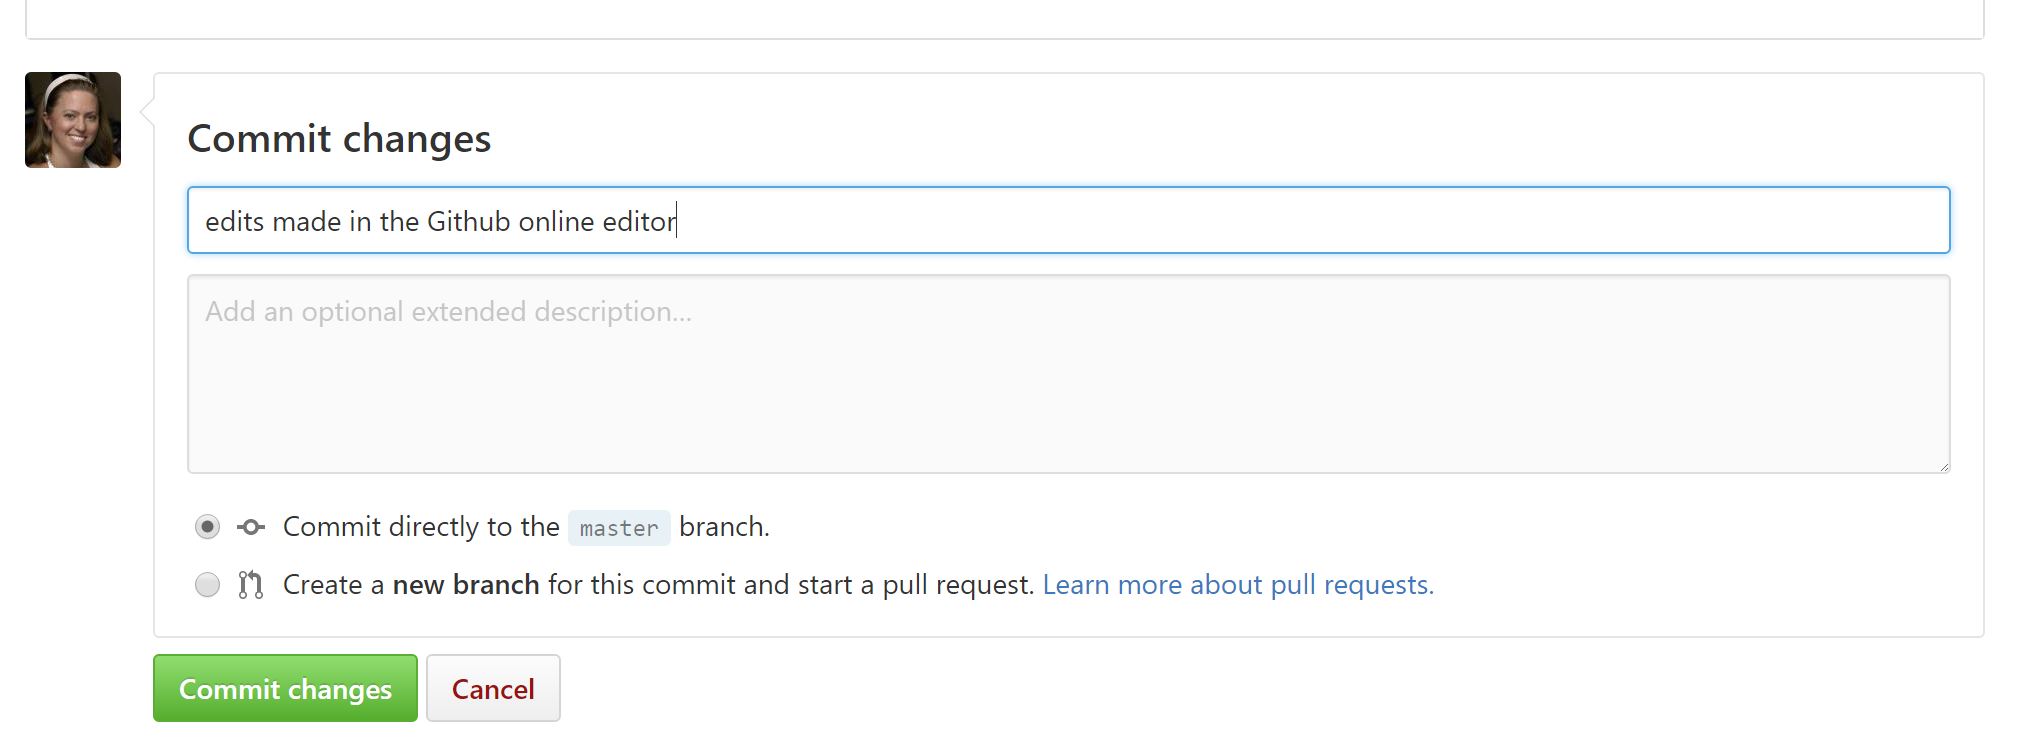 Commit changes
edits made in the Github online editor
Add an optional extended description...
Commit directly to the master branch.
Create a new branch for this commit and start a pull request. Learn more about pull requests.
Commit changes Cancel